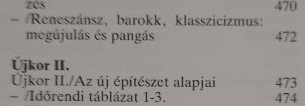 zés 470
– /Reneszánsz, barokk, klasszicizmus:
megújulás és pangás 472
Újkor II.
Újkor II./Az új építészet alapjai 473
– /Időrendi táblázat 1-3. 474